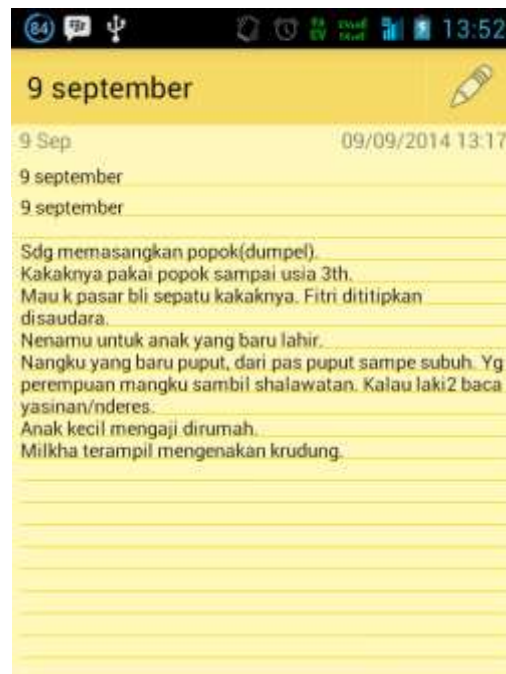 84 13:52
9 september
9 Sep 09/09/2014 13:17
9 september
9 september
Sdg memasangkan popok(dumpel).
Kakaknya pakai popok sampai usia 3th.
Mau k pasar bli sepatu kakaknya. Fitri dititipkan
disaudara.
Nenamu untuk anak yang baru lahir.
Nangku yang baru puput, dari pas puput sampe subuh. Yg
perempuan mangku sambil shalawatan. Kalau laki2 baca
yasinan/nderes.
Anak kecil mengaji dirumah.
Milkha terampil mengenakan krudung.